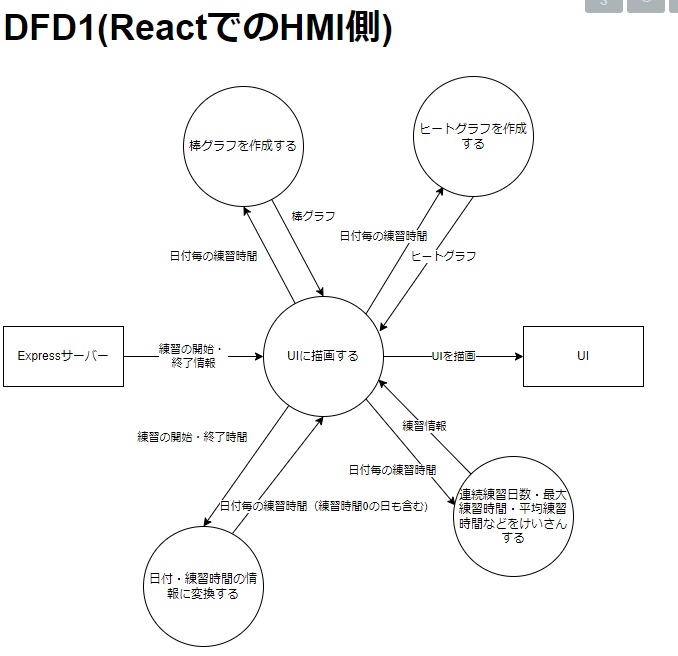 DFD1(ReactでのHMI側)
棒グラフを作成する
ヒートグラフを作成
する
棒グラフ
日付毎の練習時間
日付毎の練習時間
ヒートグラフ
Expressサーバー
練習の開始・
終了情報
UIに描画する
UIを描画
UI
練習の開始・終了時間
練習情報
日付毎の練習時間
日付毎の練習時間（練習時間0の日も含む)
連続練習日数・最大
練習時間・平均練習
時間などをけいさん
する
日付・練習時間の情
報に変換する